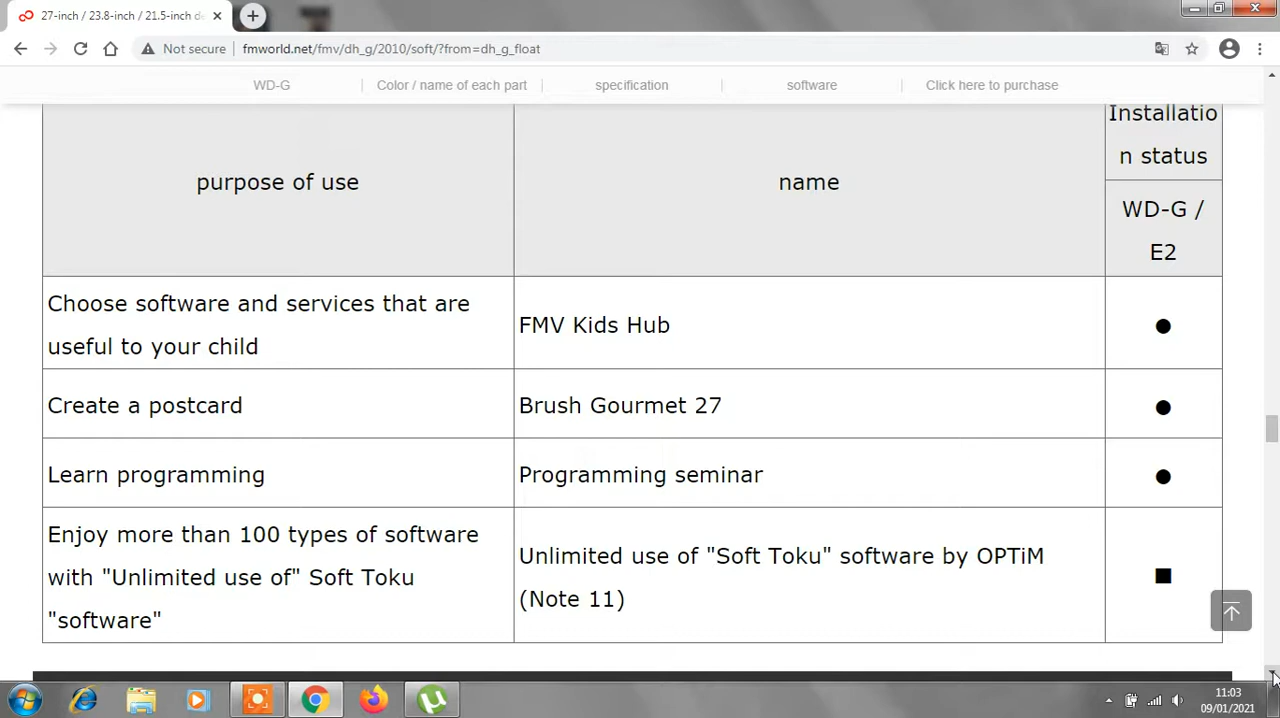 27-inch / 23.8-inch / 21.5-inch de
Not secure
fmworld.net/fmv/dh_g/2010/soft/?from=dh_g_float
WD-G
Color / name of each part
specification
software
Click here to purchase
purpose of use
name
Installatio
n status
WD-G /
E2
Choose software and services that are
useful to your child
FMV Kids Hub
●
Create a postcard
Brush Gourmet 27
●
Learn programming
Programming seminar
●
Enjoy more than 100 types of software
with "Unlimited use of" Soft Toku
"software"
Unlimited use of "Soft Toku" software by OPTiM
(Note 11)
■
11:03
09/01/2021